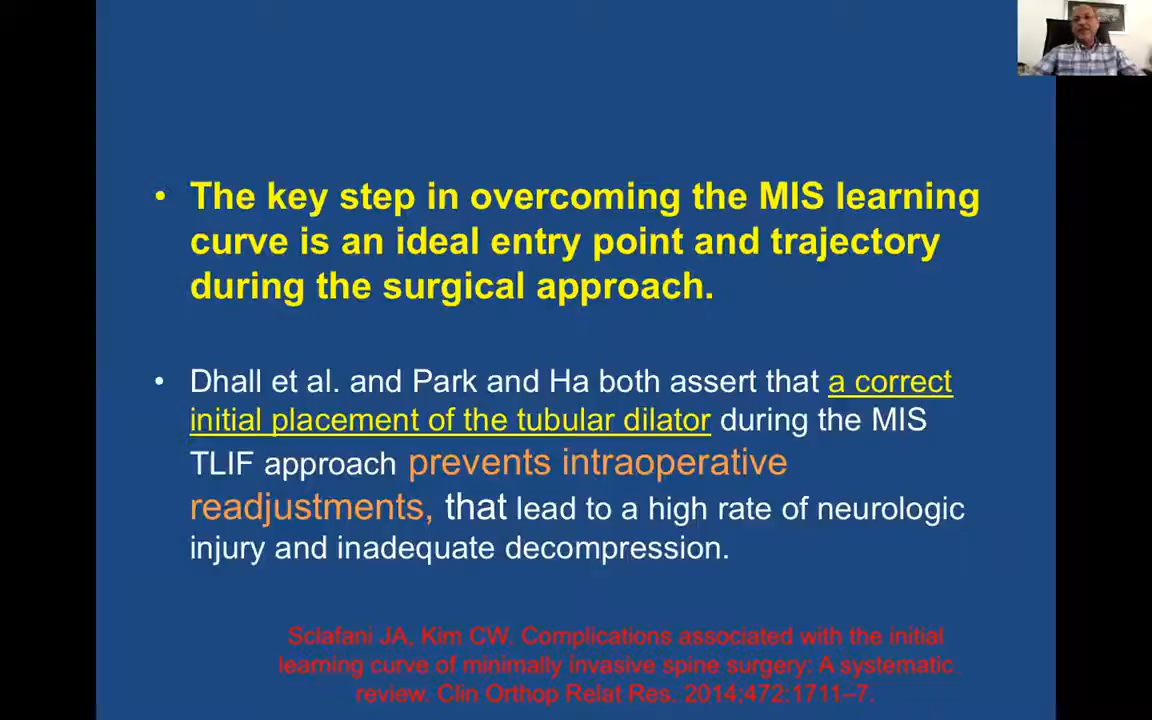 • The key step in overcoming the MIS learning
curve is an ideal entry point and trajectory
during the surgical approach.
• Dhall et al. and Park and Ha both assert that a correct
initial placement of the tubular dilator during the MIS
TLIF approach prevents intraoperative
readjustments, that lead to a high rate of neurologic
injury and inadequate decompression.
Sclafani JA, Kim CW. Complications associated with the initial
learning curve of minimally invasive spine surgery: A systematic
review. Clin Orthop Relat Res. 2014;472:1711–7.